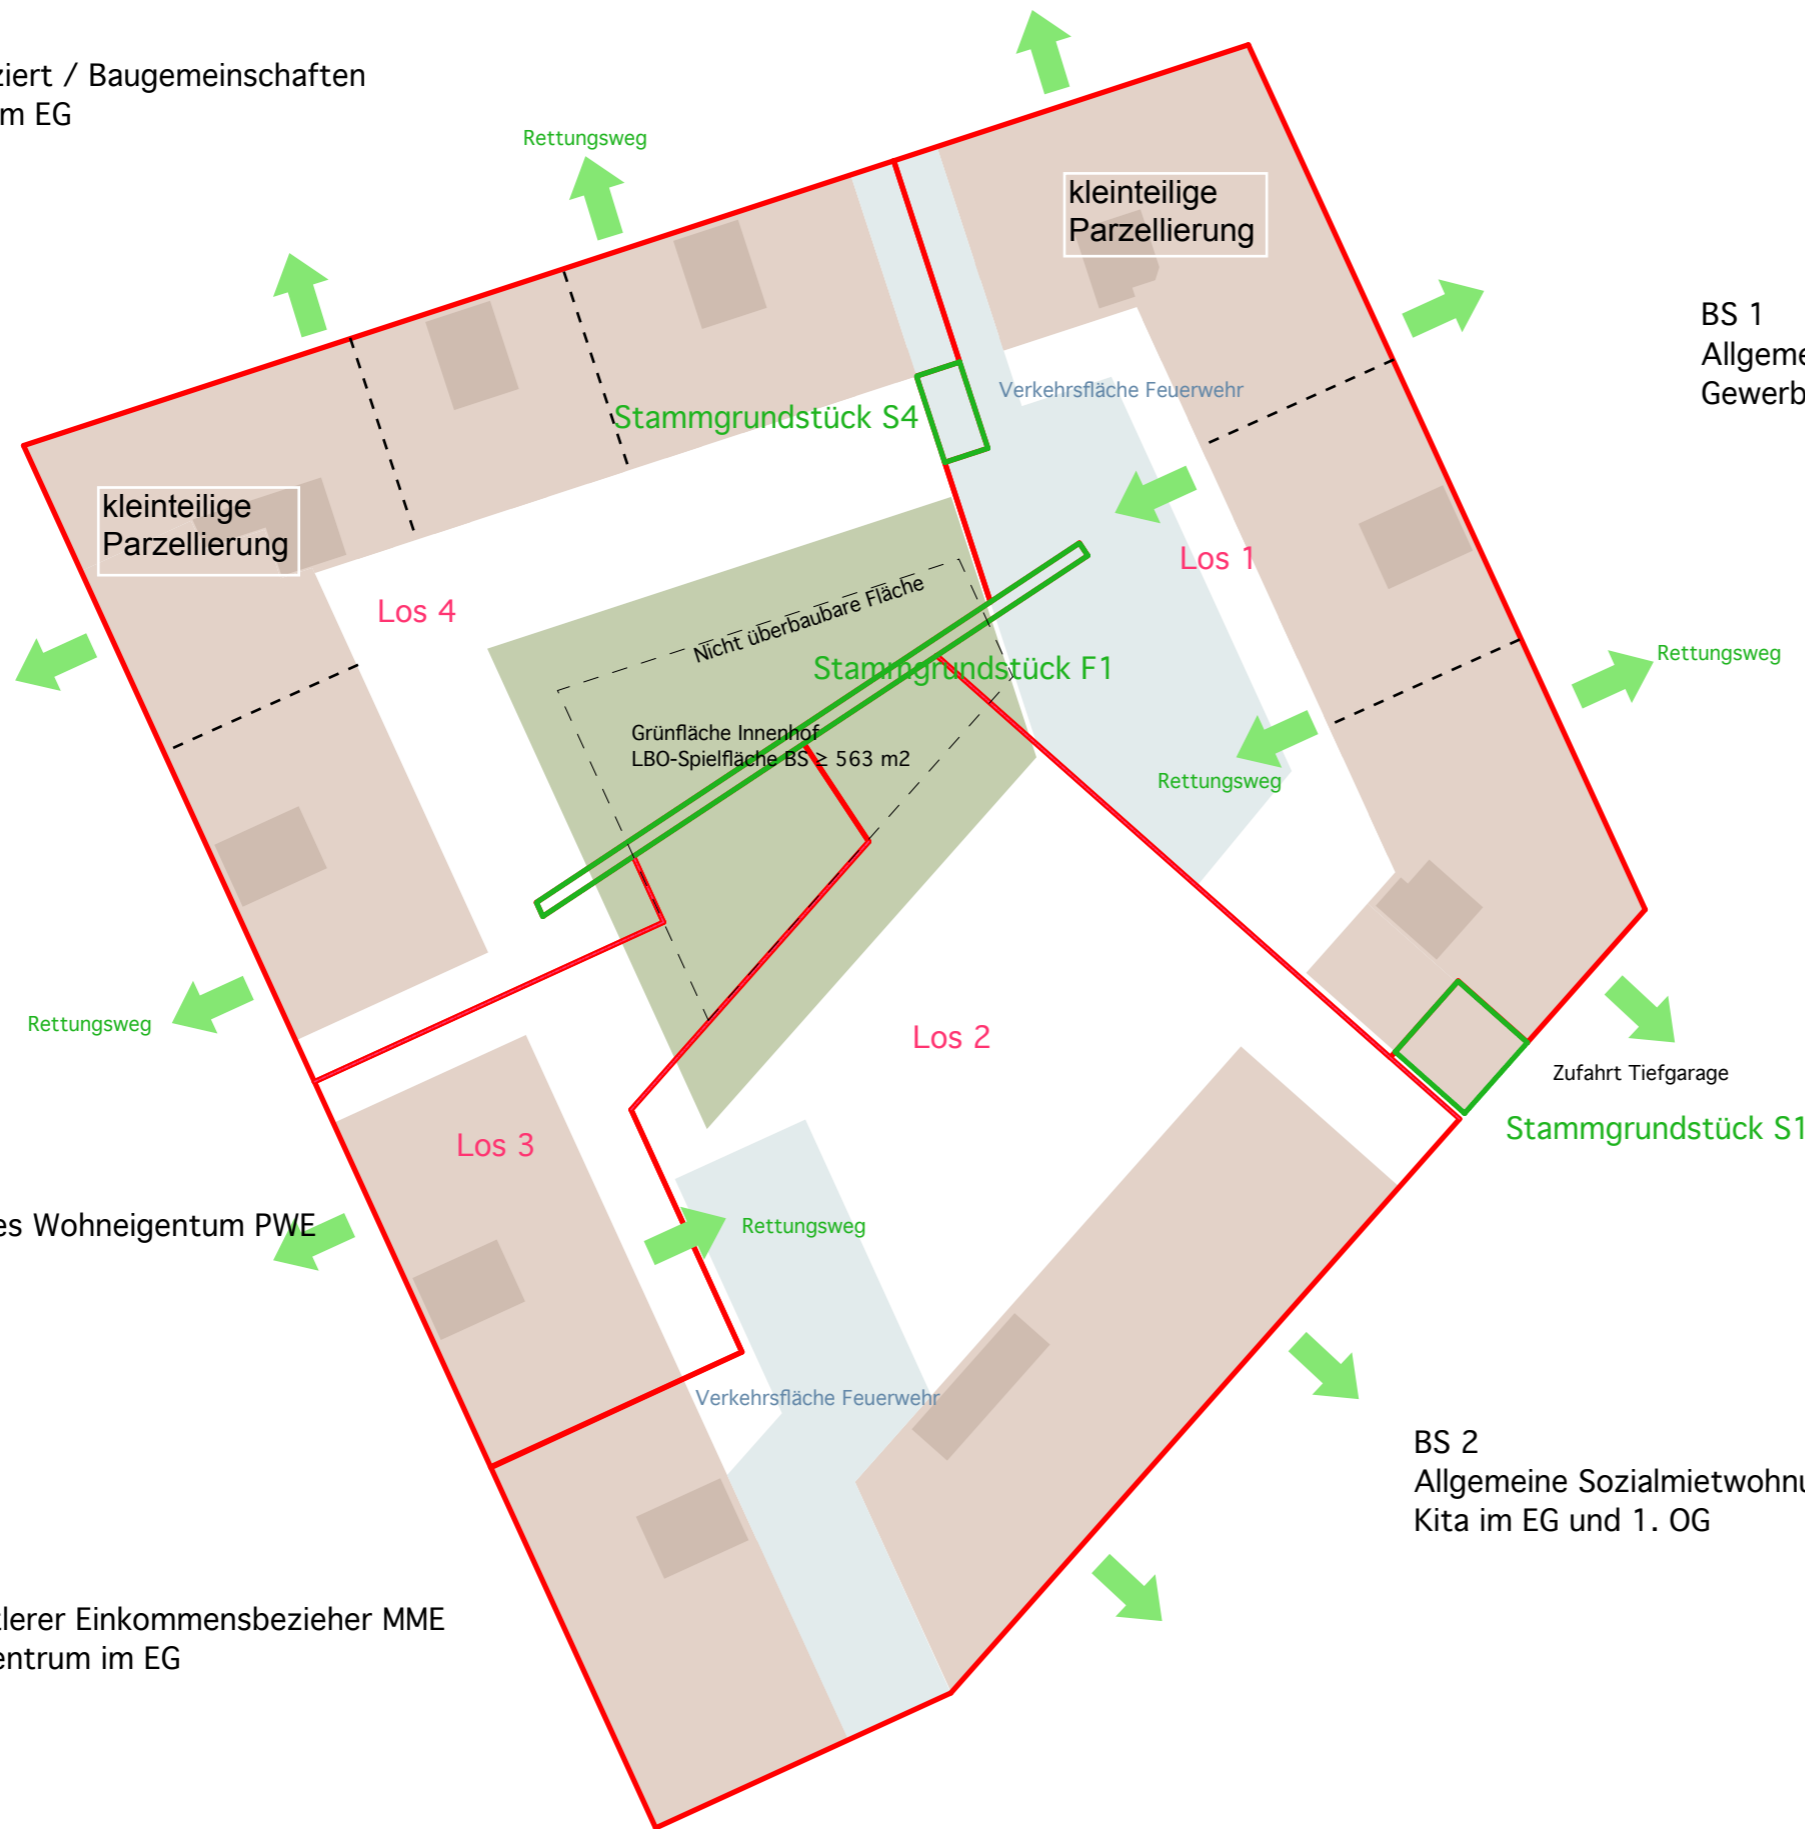 ziert / Baugemeinschaften
m EG
Rettungsweg
kleinteilige
Parzellierung
BS 1
Allgeme
Gewerb
Verkehrsfläche Feuerwehr
Stammgrundstück S4
kleinteilige
Parzellierung
Los 1
Los 4
Nicht überbaubare Fläche
Stammgrundstück F1
Rettungsweg
Grünfläche Innenhof
LBO-Spielfläche BS ≥ 563 m2
Rettungsweg
Rettungsweg
Los 2
Zufahrt Tiefgarage
Stammgrundstück S1
Los 3
es Wohneigentum PWE
Rettungsweg
Verkehrsfläche Feuerwehr
BS 2
Allgemeine Sozialmietwohnu
Kita im EG und 1. OG
tlerer Einkommensbezieher MME
entrum im EG